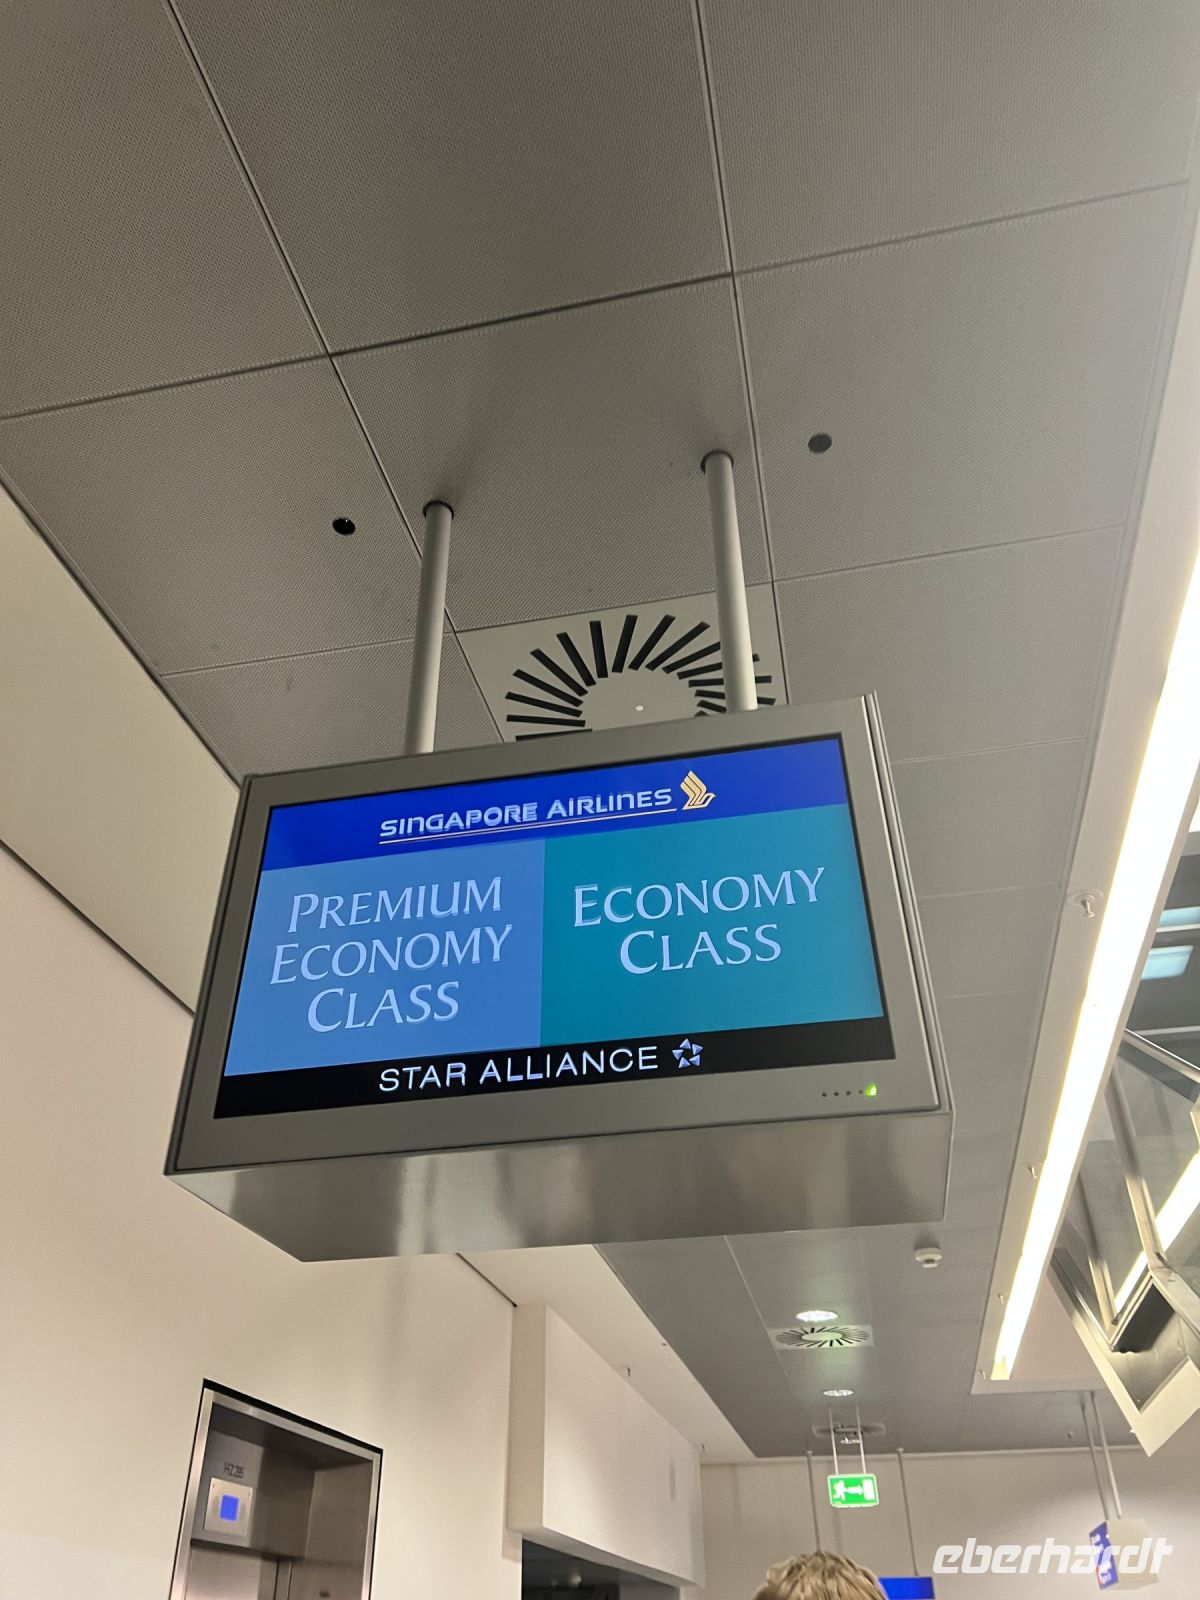 SINGAPORE AIRLINES
PREMIUM
ECONOMY
CLASS
ECONOMY
CLASS
STAR ALLIANCE
eberhardt